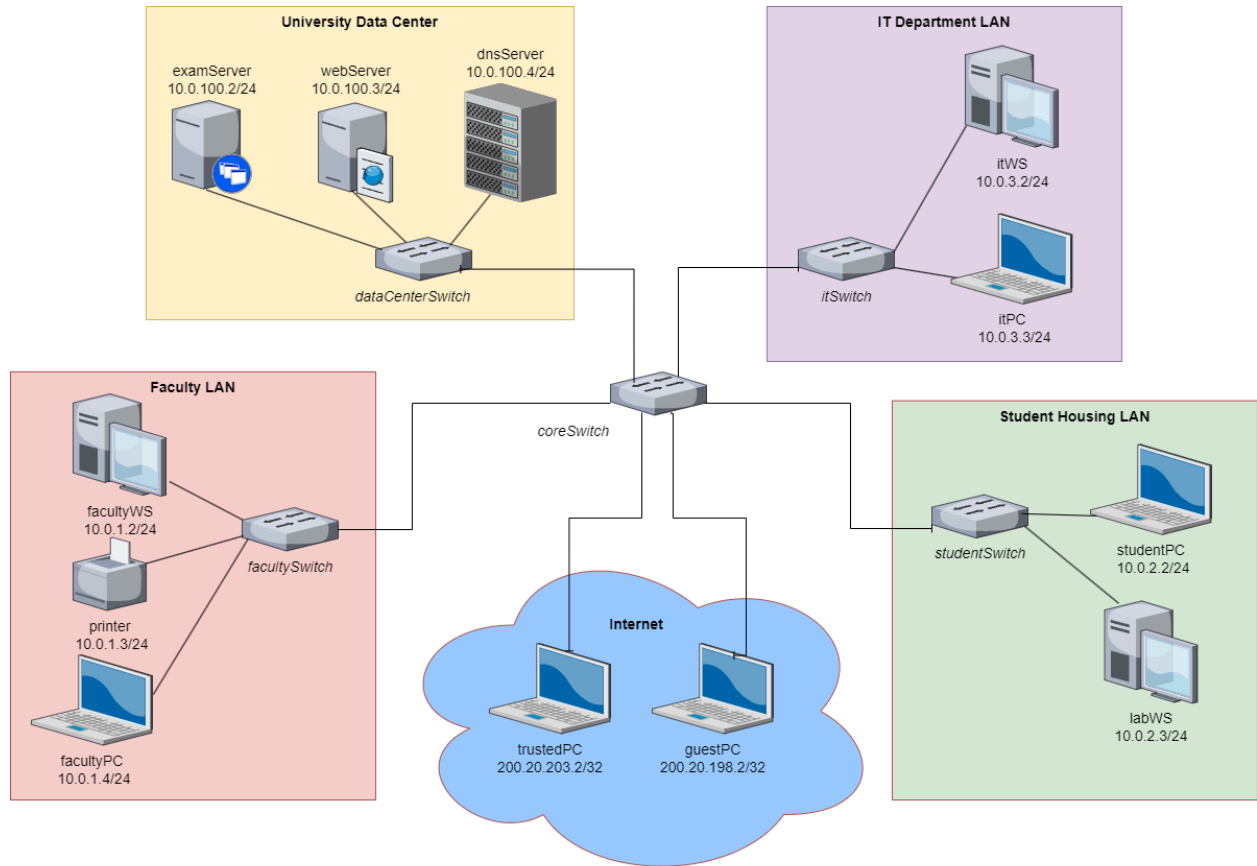 University Data Center
examServer
10.0.100.2/24
webServer
10.0.100.3/24
dnsServer
10.0.100.4/24
dataCenterSwitch
IT Department LAN
itWS
10.0.3.2/24
itSwitch
itPC
10.0.3.3/24
Faculty LAN
facultyWS
10.0.1.2/24
printer
10.0.1.3/24
facultySwitch
facultyPC
10.0.1.4/24
coreSwitch
Internet
trustedPC
200.20.203.2/32
guestPC
200.20.198.2/32
Student Housing LAN
studentPC
10.0.2.2/24
studentSwitch
labWS
10.0.2.3/24